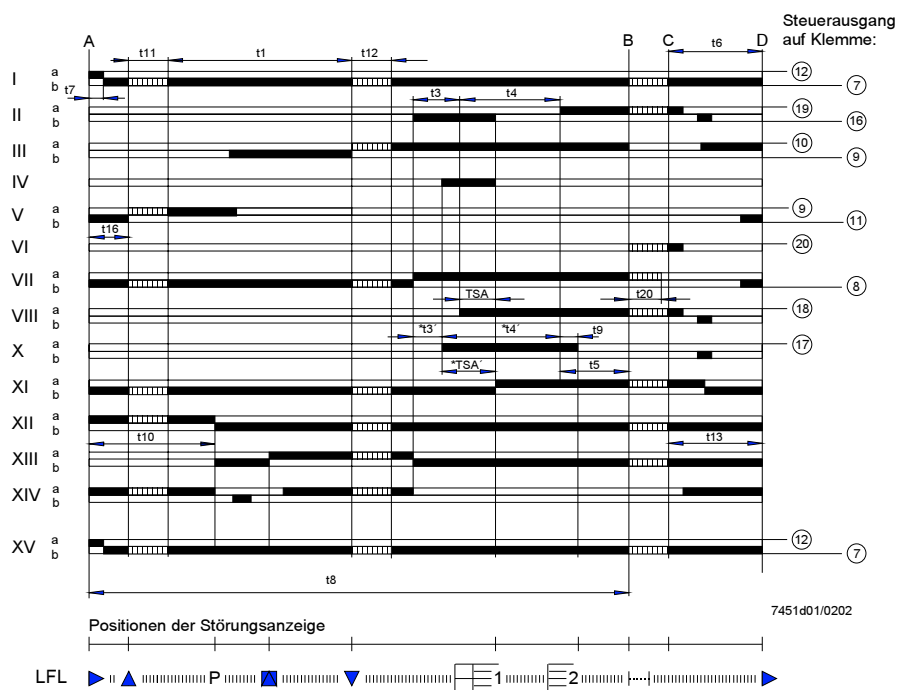 Steuerausgang
auf Klemme:
A t11 t1 t12 B C t6 D
I a b 12 7
t7 t3 t4
II a b 19 16
III a b 10 9
IV
V a b 9 11
t16
VI 20
VII a b 8
TSA t20
VIII a b 18
*t3´ *t4´ t9
X a b 17
*TSA´ t5
XI a b
XII a b
t10 t13
XIII a b
XIV a b
XV a b 12 7
t8
7451d01/0202
Positionen der Störungsanzeige
LFL P 1 2